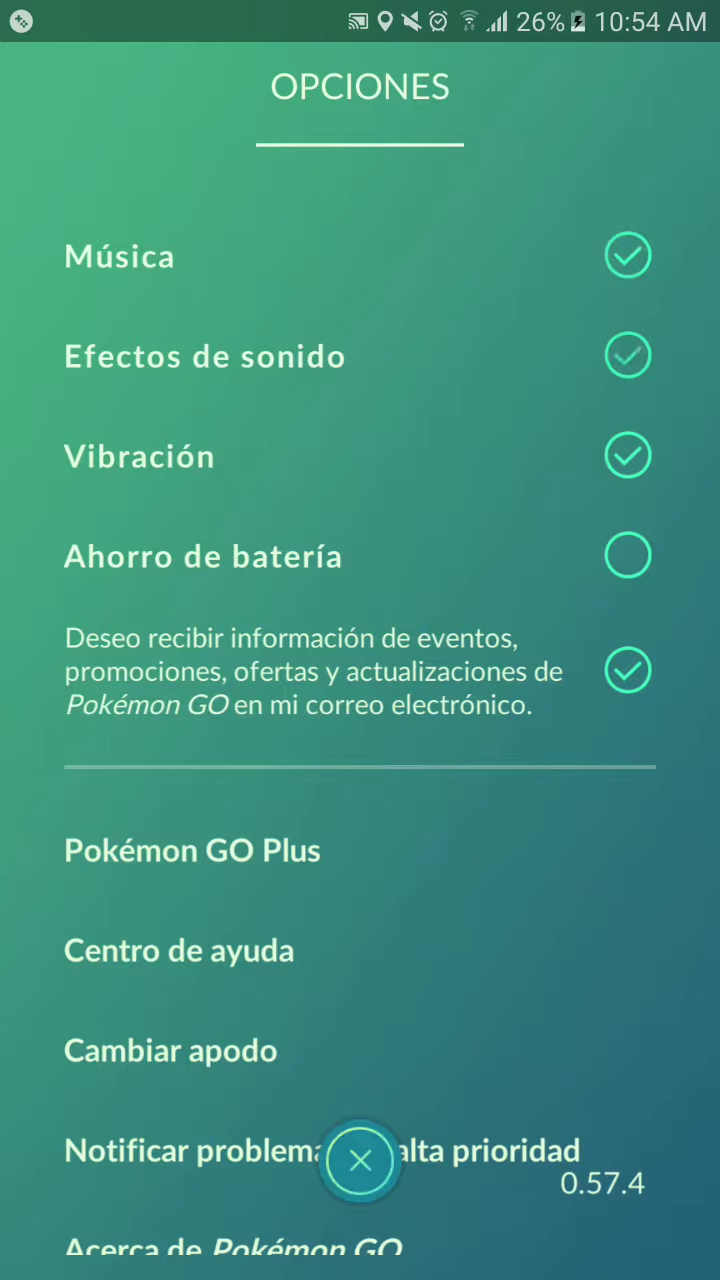 26% 10:54 AM
OPCIONES
Música
Efectos de sonido
Vibración
Ahorro de batería
Deseo recibir información de eventos,
promociones, ofertas y actualizaciones de
Pokémon GO en mi correo electrónico.
Pokémon GO Plus
Centro de ayuda
Cambiar apodo
Notificar problema alta prioridad
0.57.4
Acerca de Pokémon GO